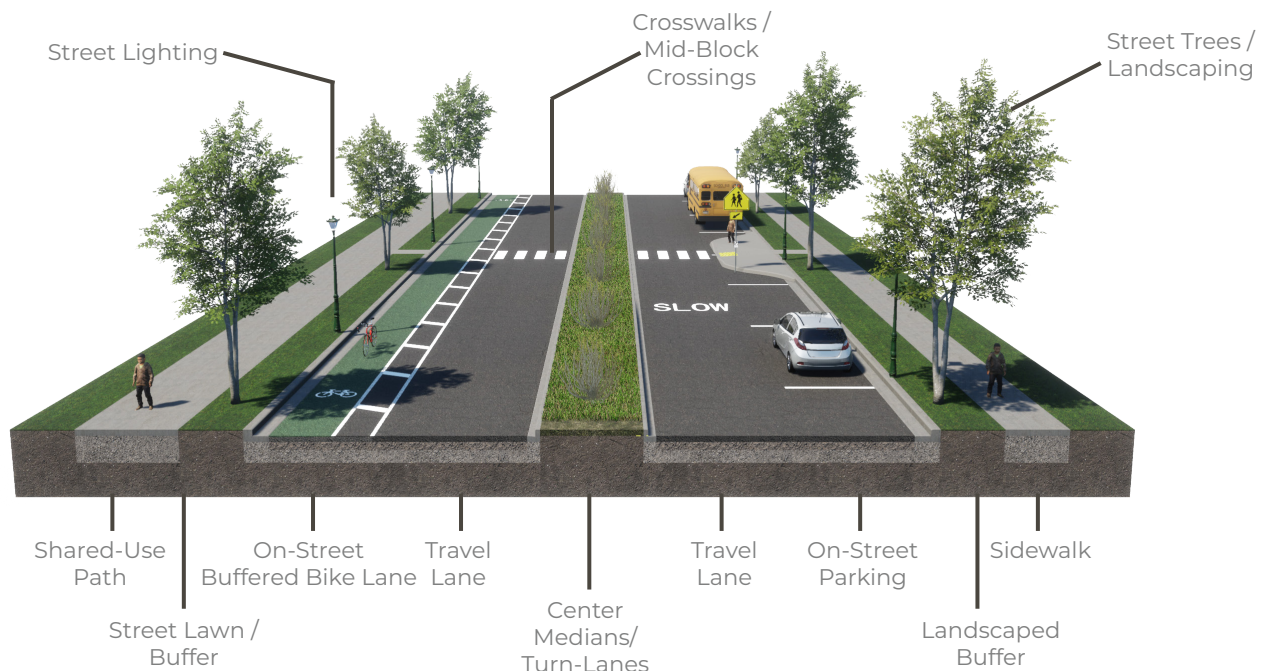 Street Lighting
Crosswalks /
Mid-Block
Crossings
Street Trees /
Landscaping
SLOW
Shared-Use
Path
Street Lawn /
Buffer
On-Street
Buffered Bike Lane
Travel
Lane
Center
Medians/
Turn-Lanes
Travel
Lane
On-Street
Parking
Landscaped
Buffer
Sidewalk